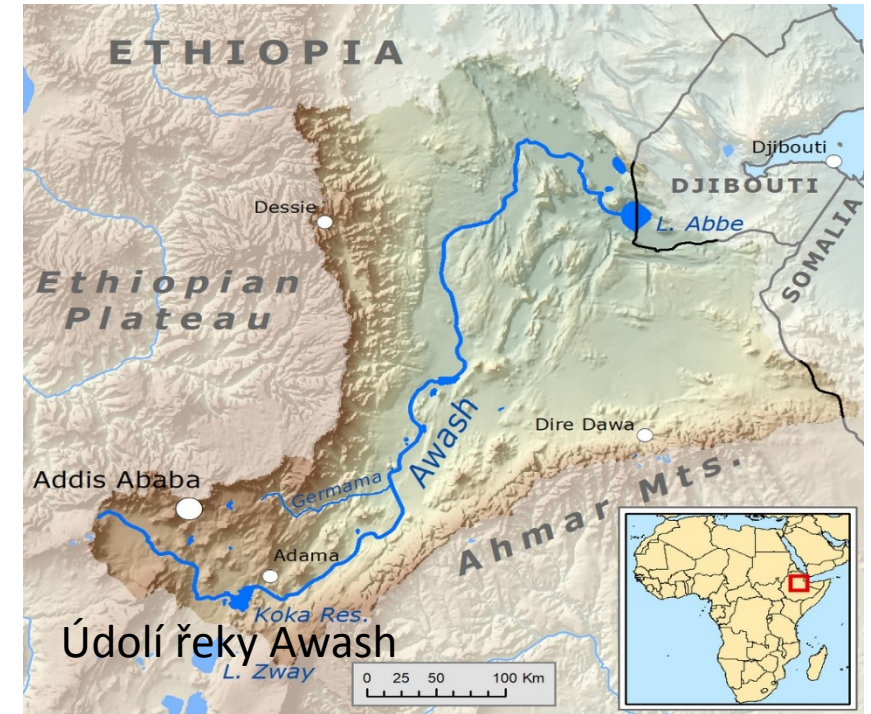 ETHIOPIA
Djibouti
DJIBOUTI
Dessie
L. Abbe
SOMALIA
Ethiopian
Plateau
Dire Dawa
Awash
Addis Ababa
Germama
Ahmar Mts.
Adama
Koka Res.
Údolí řeky Awash
L. Zway
0 25 50 100 Km